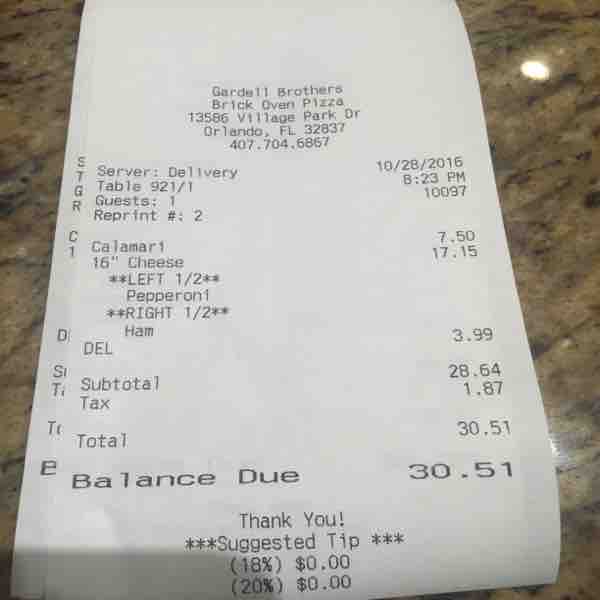 Gardell Brothers
Brick Oven Pizza
13586 Village Park Dr
Orlando, FL 32837
407.704.6867
Server: Delivery 10/28/2016
Table 921/1 8:23 PM
Guests: 1 10097
Reprint #: 2
Calamari 7.50
16" Cheese 17.15
**LEFT 1/2**
Pepperoni
**RIGHT 1/2**
Ham
DEL 3.99
Subtotal 28.64
Tax 1.87
Total 30.51
Balance Due 30.51
Thank You!
***Suggested Tip ***
(18%) $0.00
(20%) $0.00